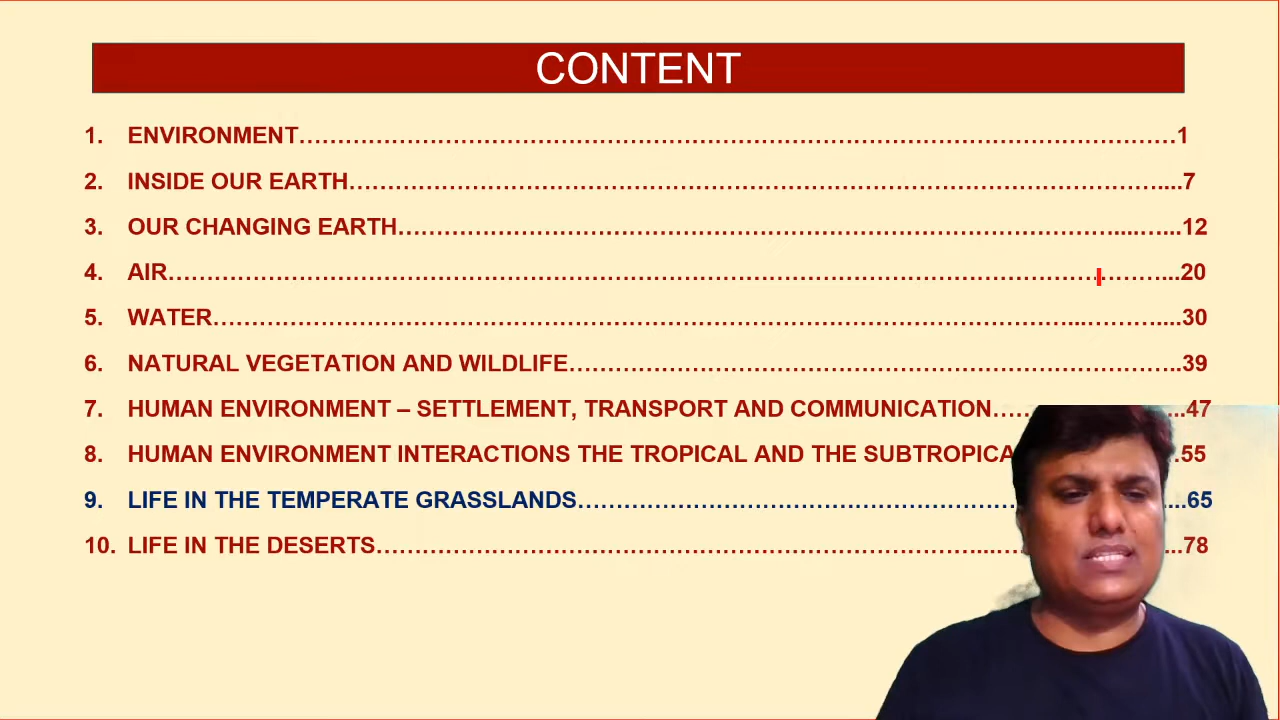 CONTENT
1. ENVIRONMENT……………………………………………………………………………………………………1
2. INSIDE OUR EARTH……………………………………………………………………………………………....7
3. OUR CHANGING EARTH…………………………………………………………………………………....…...12
4. AIR……………………………………………………………………………………………………………………...20
5. WATER…………………………………………………………………………………………………...………....30
6. NATURAL VEGETATION AND WILDLIFE……………………………………………………………………..39
7. HUMAN ENVIRONMENT – SETTLEMENT, TRANSPORT AND COMMUNICATION…… ...47
8. HUMAN ENVIRONMENT INTERACTIONS THE TROPICAL AND THE .55
9. LIFE IN THE TEMPERATE GRASSLANDS……………………………………………… ...65
10. LIFE IN THE DESERTS……………………………………………………………………....… ...78